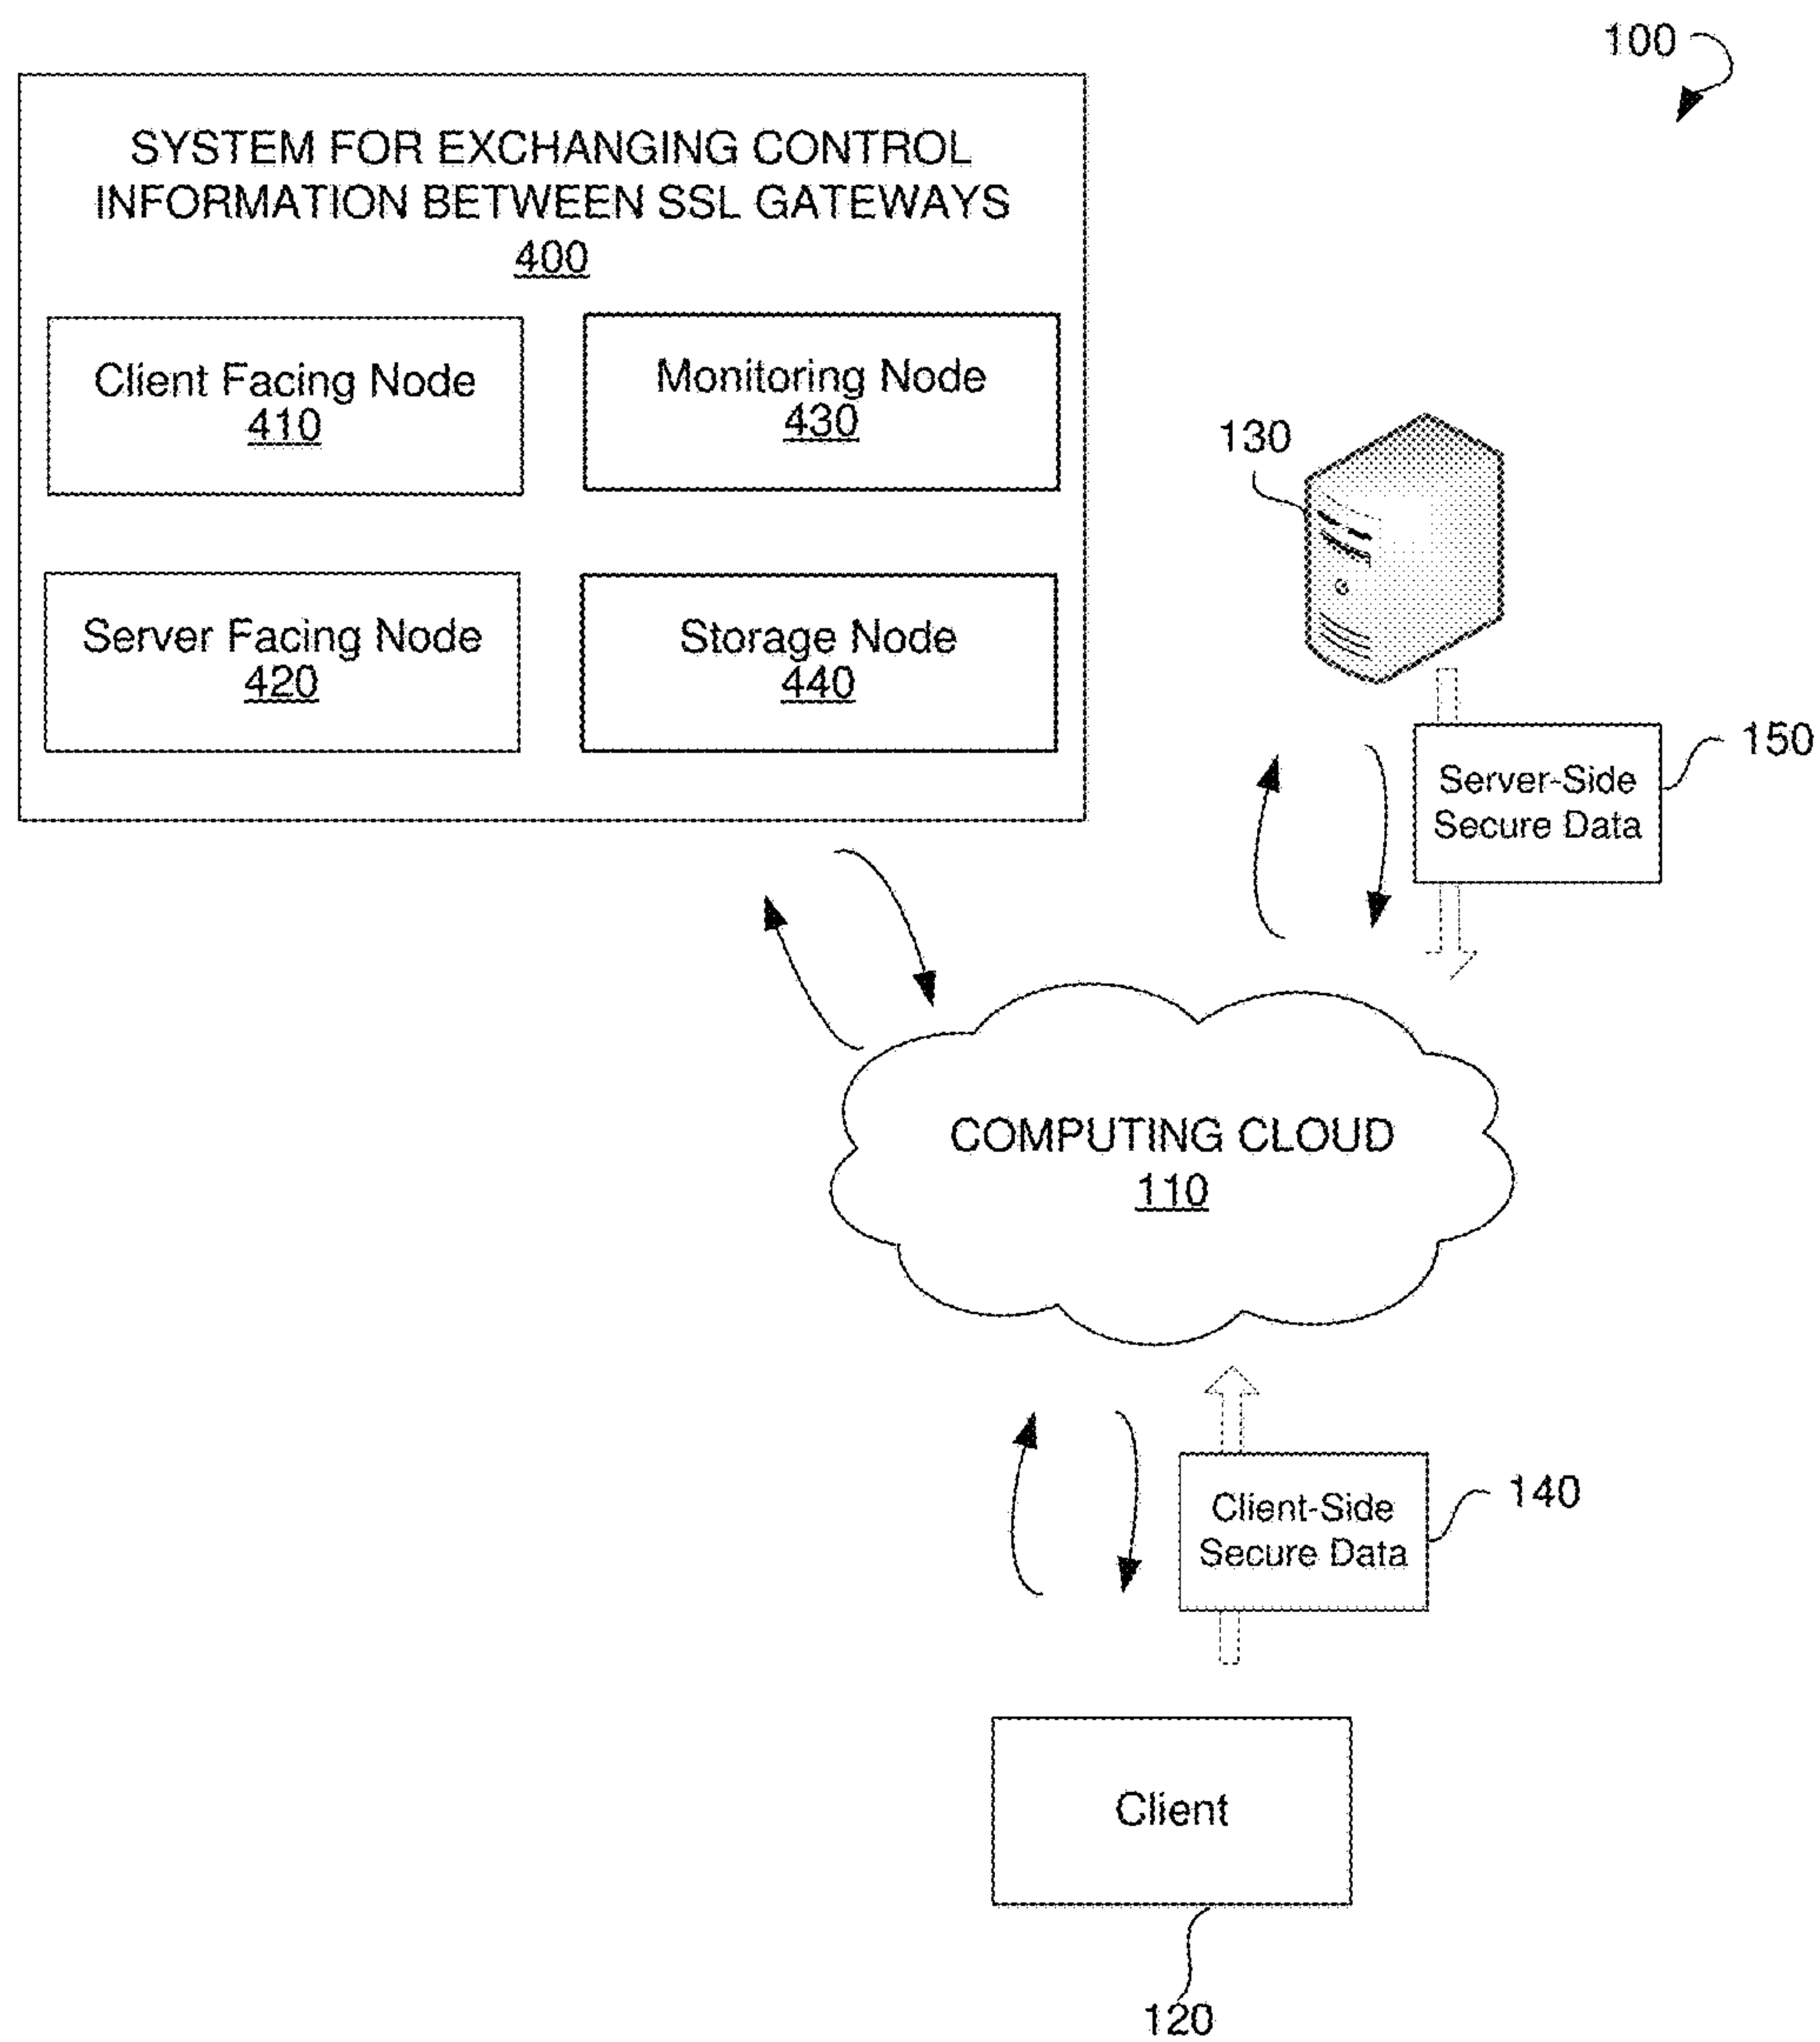 100
SYSTEM FOR EXCHANGING CONTROL
INFORMATION BETWEEN SSL GATEWAYS
400
Client Facing Node
410
Monitoring Node
430
Server Facing Node
420
Storage Node
440
130
150
Server-Side
Secure Data
COMPUTING CLOUD
110
140
Client-Side
Secure Data
Client
120